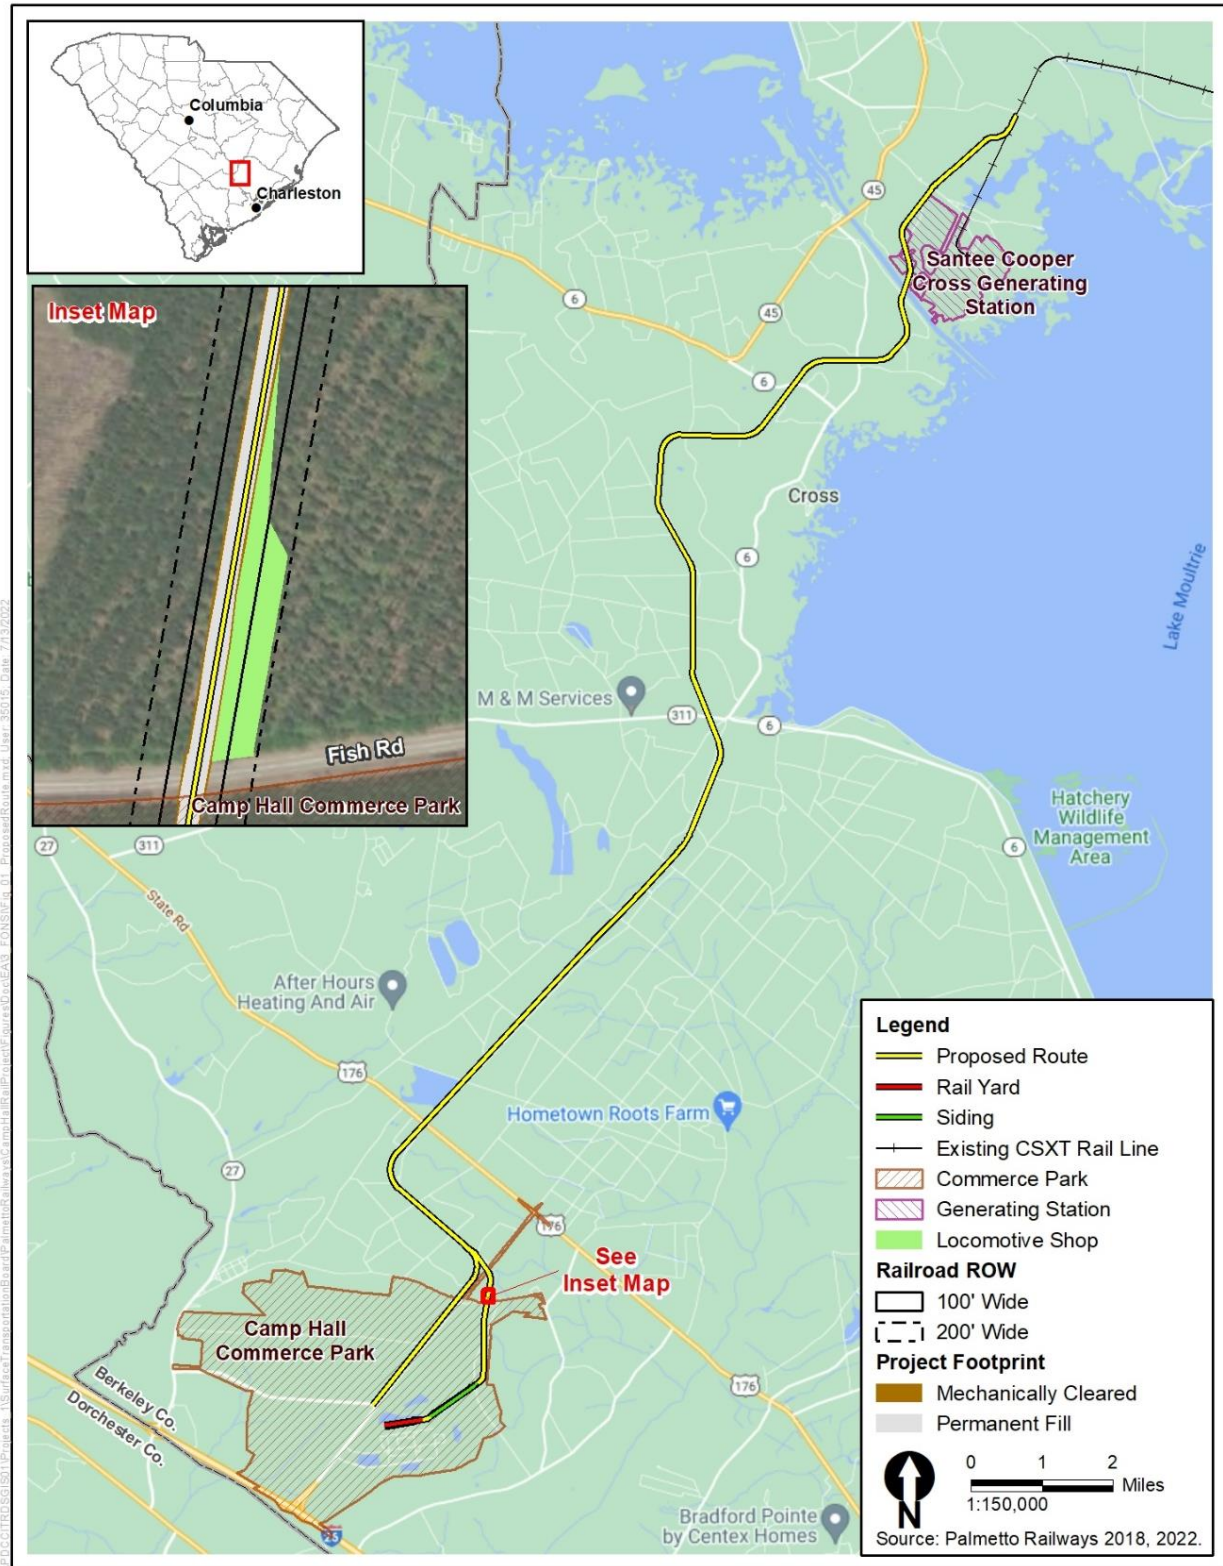 Columbia
Charleston
Inset Map
Fish Rd
Camp Hall Commerce Park
45
6
45
6
Santee Cooper
Cross Generating
Station
Cross
6
Lake Moultrie
M & M Services
311
6
Hatchery
Wildlife
Management
Area
6
27
311
State Rd
After Hours
Heating And Air
176
Hometown Roots Farm
27
176
See
Inset Map
Camp Hall
Commerce Park
176
Berkeley Co.
Dorchester Co.
Bradford Pointe
by Centex Homes
Legend
Proposed Route
Rail Yard
Siding
Existing CSXT Rail Line
Commerce Park
Generating Station
Locomotive Shop
Railroad ROW
100' Wide
200' Wide
Project Footprint
Mechanically Cleared
Permanent Fill
N
0 1 2
Miles
1:150,000
Source: Palmetto Railways 2018, 2022.